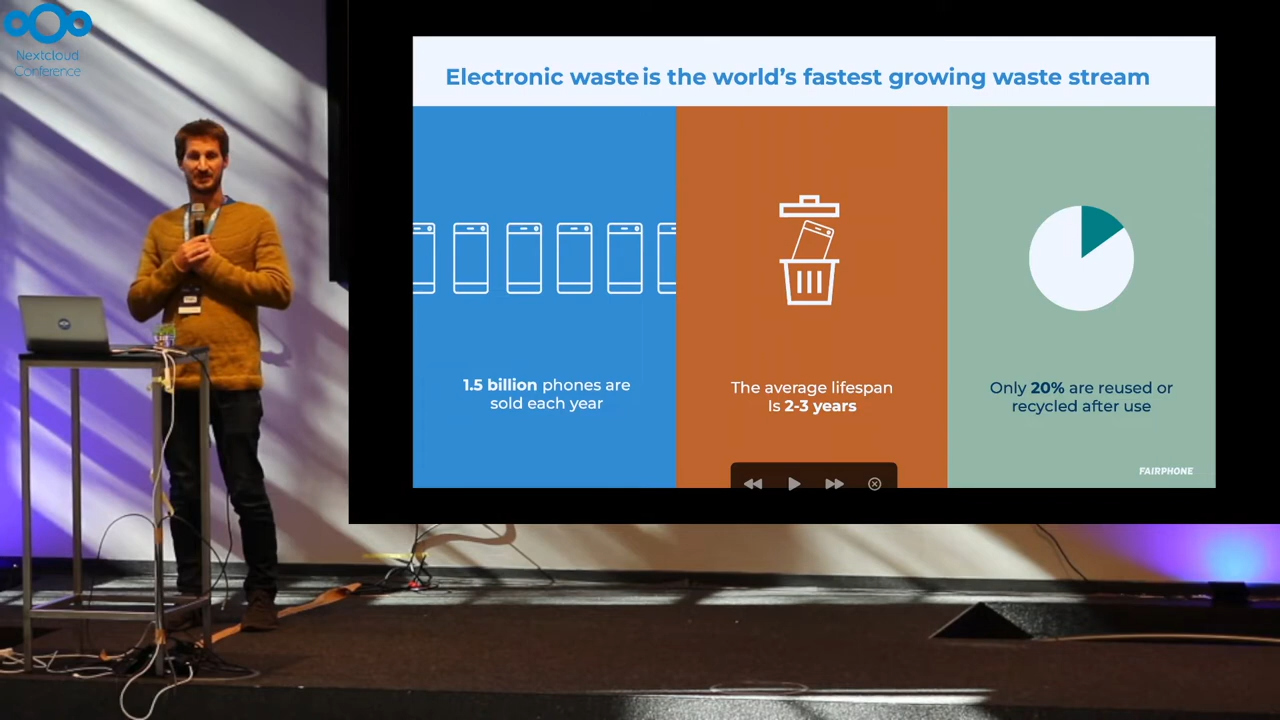 Nextcloud
Conference
Electronic waste is the world's fastest growing waste stream
1.5 billion phones are
sold each year
The average lifespan
Is 2-3 years
Only 20% are reused or
recycled after use
FAIRPHONE